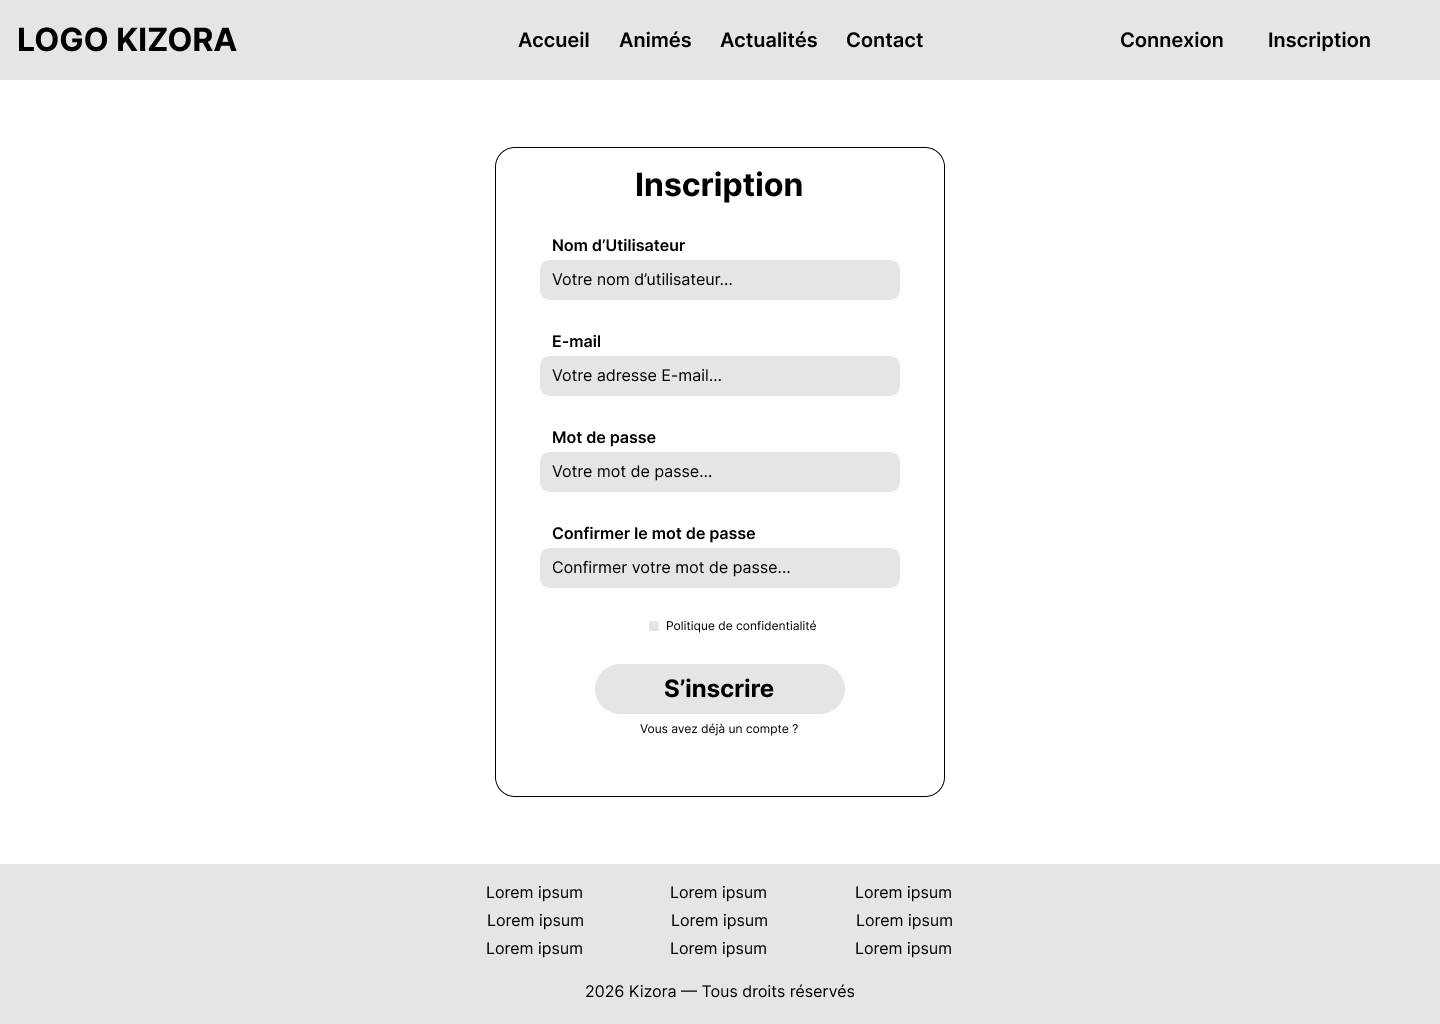 LOGO KIZORA Accueil Animés Actualités Contact Connexion Inscription
Inscription
Nom d’Utilisateur
Votre nom d’utilisateur...
E-mail
Votre adresse E-mail...
Mot de passe
Votre mot de passe...
Confirmer le mot de passe
Confirmer votre mot de passe...
Politique de confidentialité
S’inscrire
Vous avez déjà un compte ?
Lorem ipsum Lorem ipsum Lorem ipsum
Lorem ipsum Lorem ipsum Lorem ipsum
Lorem ipsum Lorem ipsum Lorem ipsum
2026 Kizora — Tous droits réservés